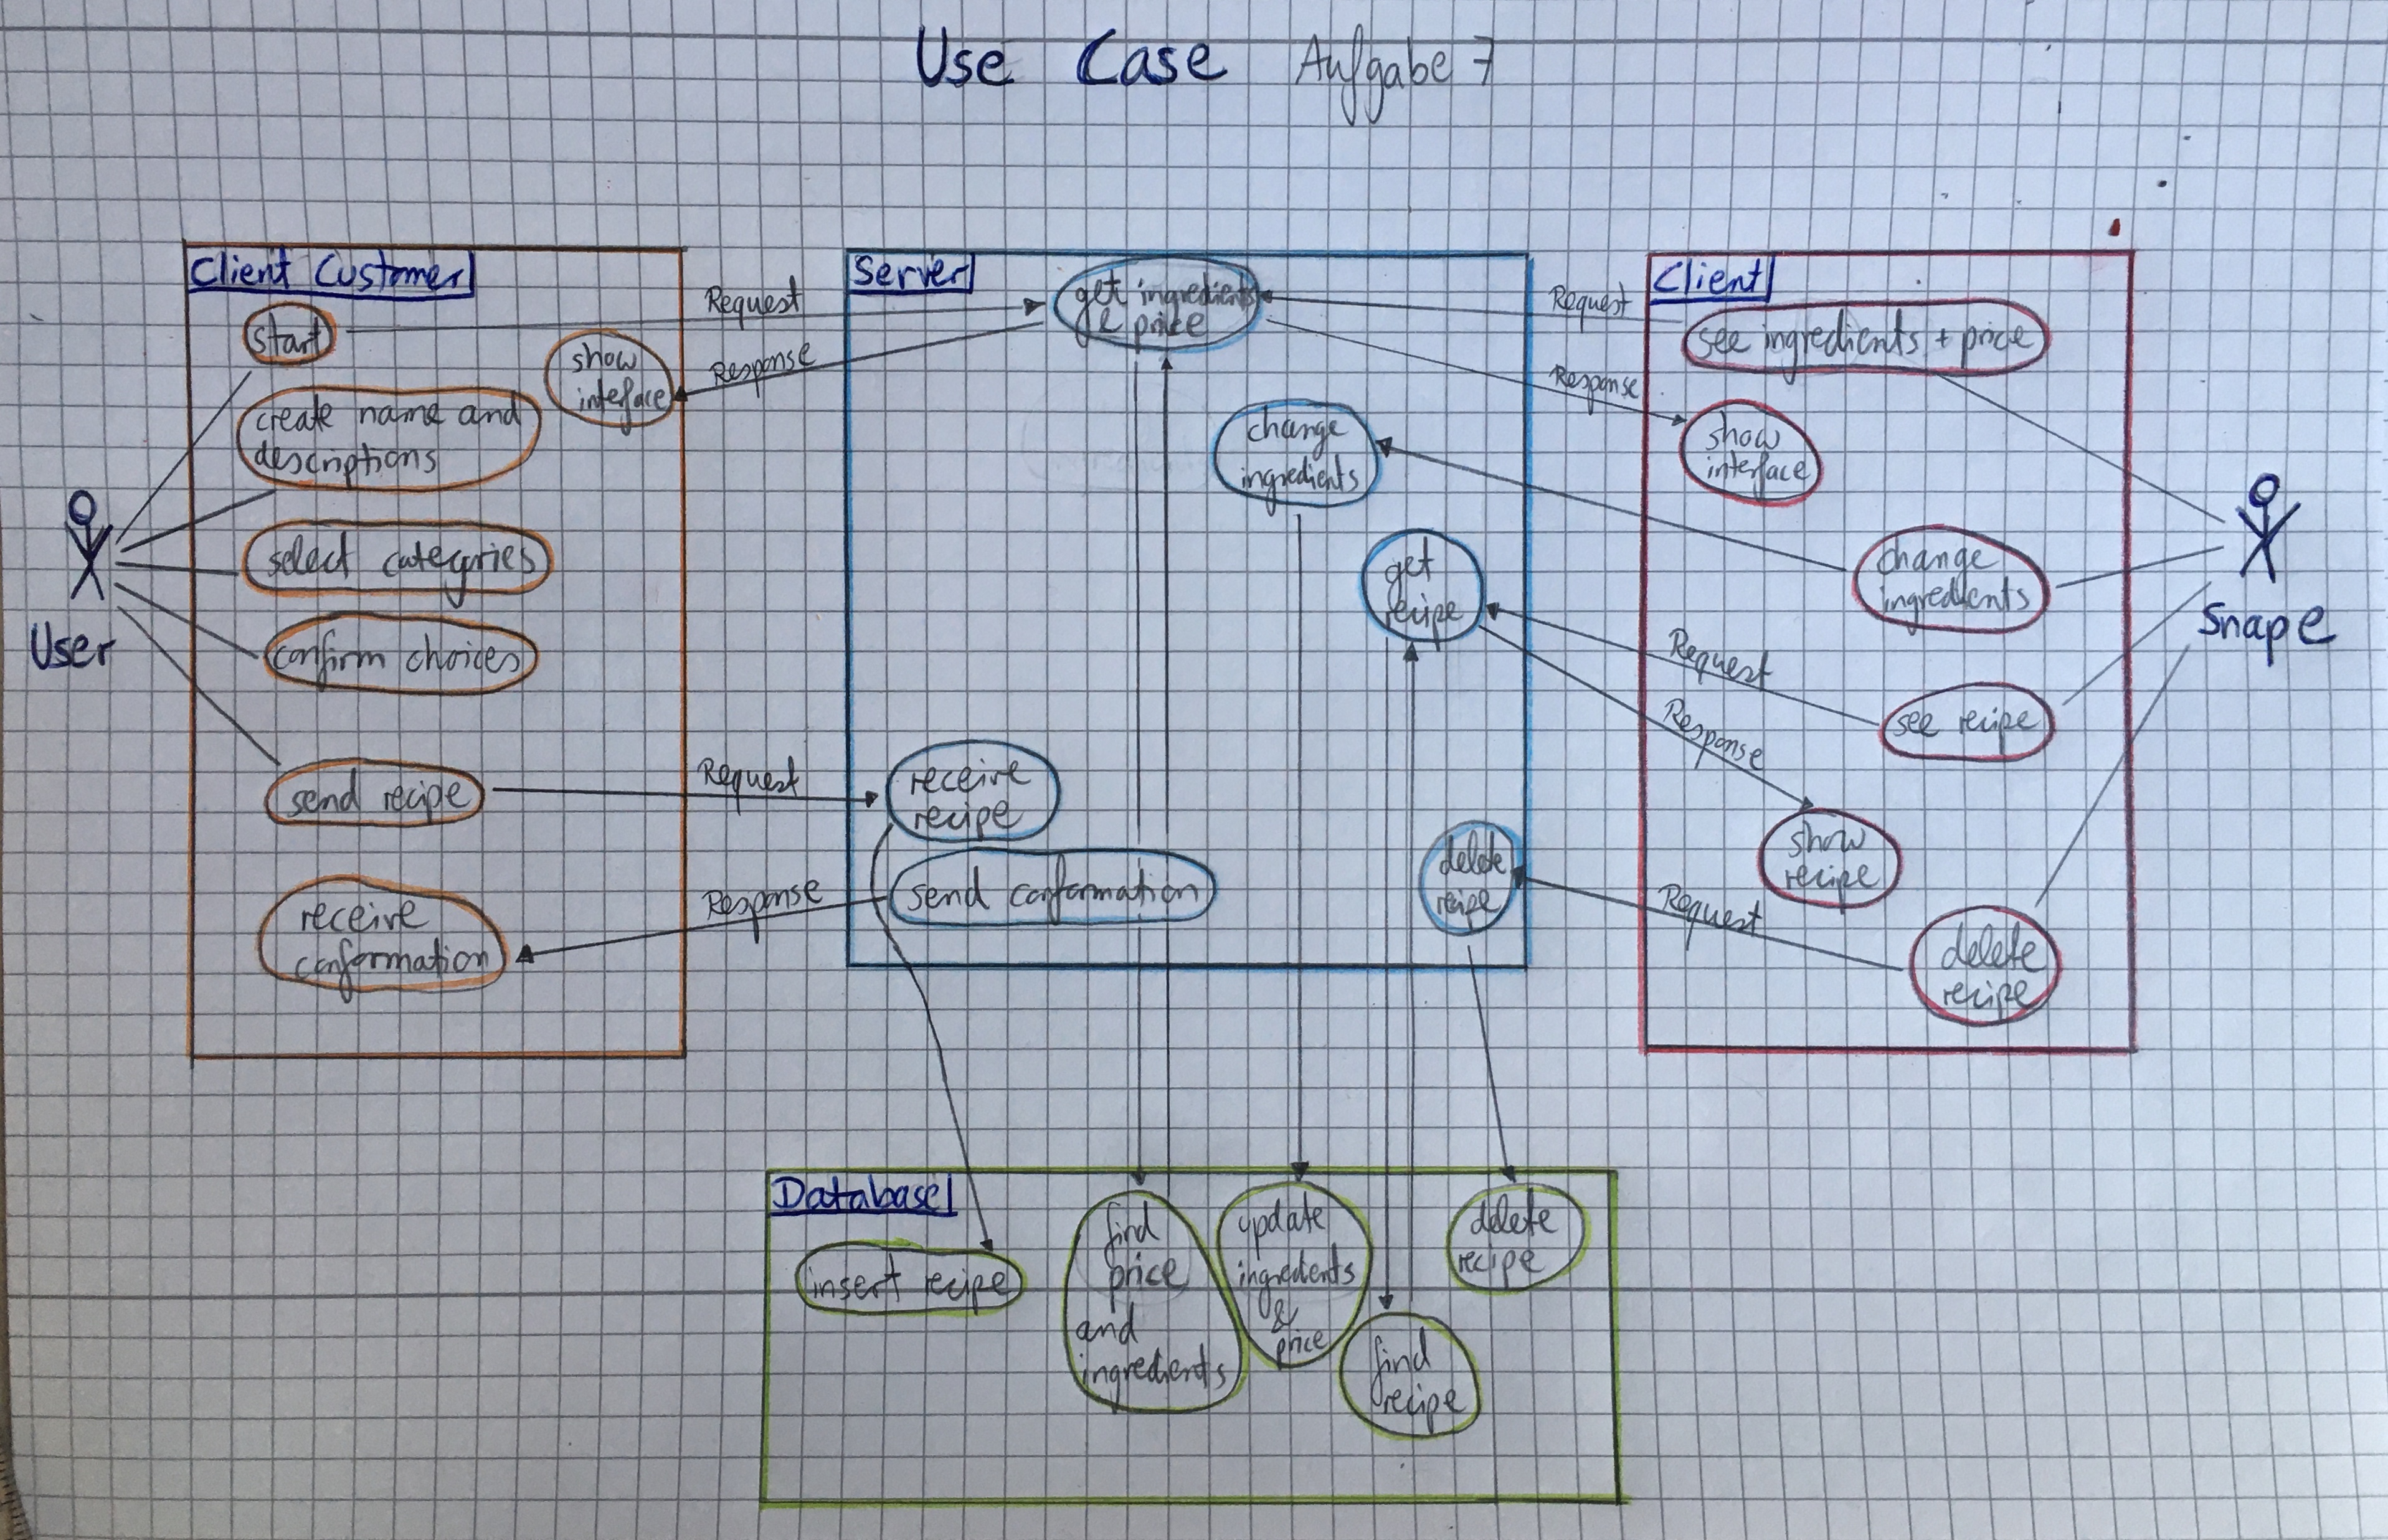 Use Case Aufgabe 7
Client Customer
start
show
interface
create name and
descriptions
select categries
confirm choices
send recipe
receive
conformation
User
Request
Response
Request
Response
Server
get ingredients
& price
change
ingredients
get
recipe
receive
recipe
send conformation
delete
recipe
Request
Response
Request
Response
Request
Client
see ingredients + price
show
interface
change
ingredients
see recipe
show
recipe
delete
recipe
Snape
Database
insert recipe
find
price
and
ingredients
update
ingredients
&
price
find
recipe
delete
recipe